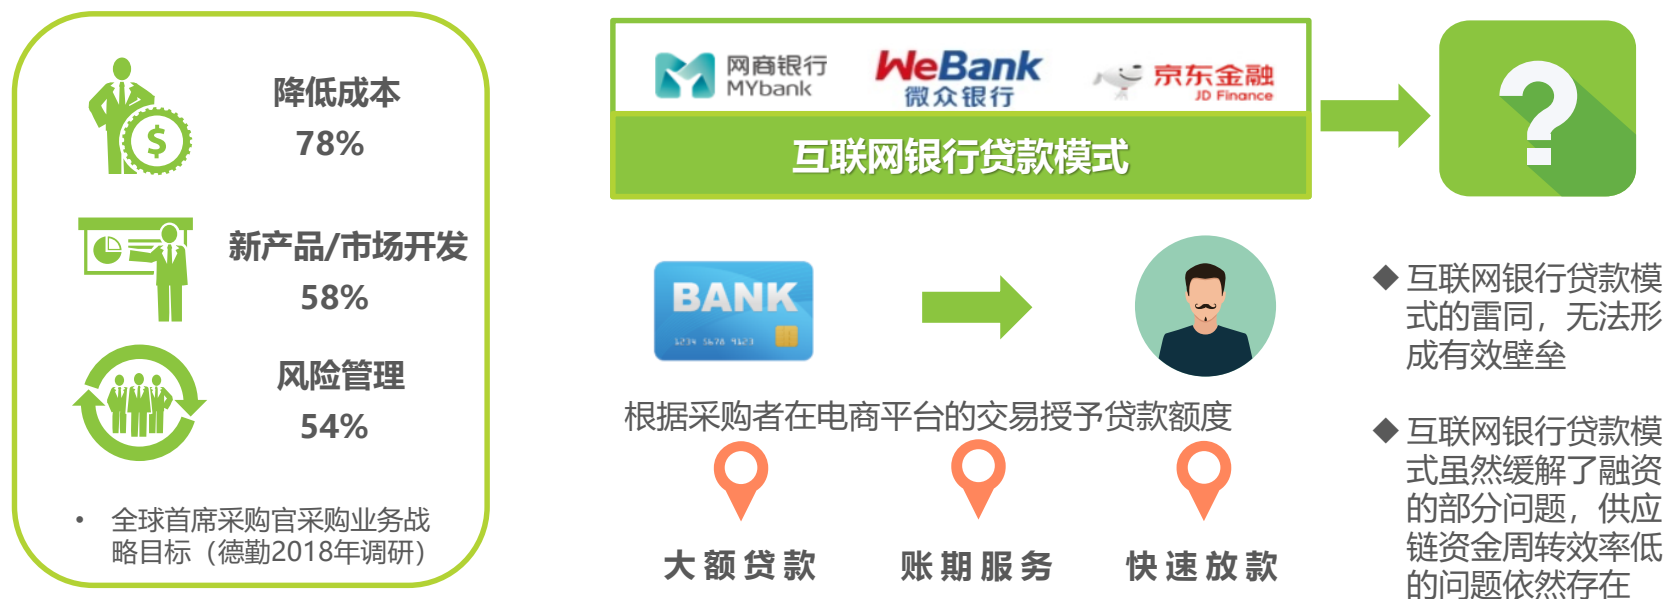 降低成本
78%
新产品/市场开发
58%
风险管理
54%
• 全球首席采购官采购业务战
略目标（德勤2018年调研）
网商银行
MYbank
WeBank
微众银行
京东金融
JD Finance
互联网银行贷款模式
?
$
BANK
1234 5678 9123
根据采购者在电商平台的交易授予贷款额度
大额贷款
账期服务
快速放款
◆ 互联网银行贷款模
式的雷同，无法形
成有效壁垒
◆ 互联网银行贷款模
式虽然缓解了融资
的部分问题，供应
链资金周转效率低
的问题依然存在